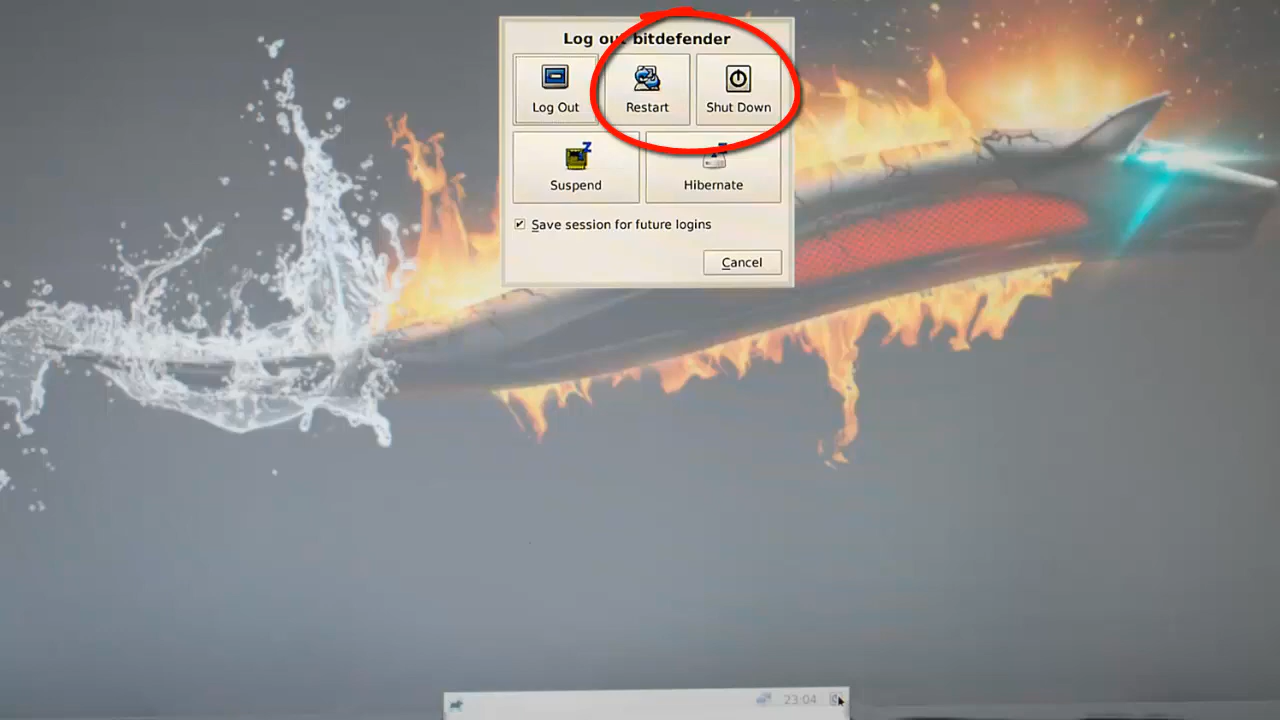 Log out bitdefender
Log Out
Restart
Shut Down
Suspend
Hibernate
Save session for future logins
Cancel
23:04